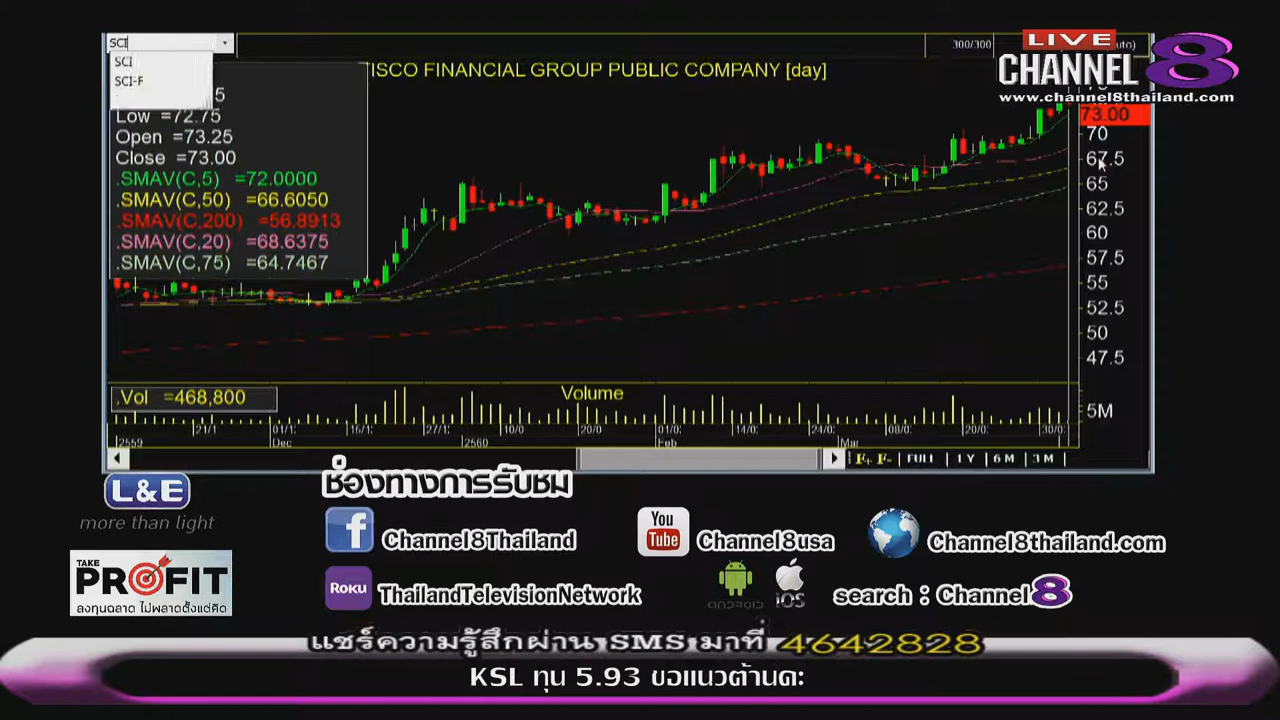 SCI
SCI
SCI-F
300/300
LIVE
CHANNEL 8
www.channel8thailand.com
TISCO FINANCIAL GROUP PUBLIC COMPANY [day]
Low =72.75
Open =73.25
Close =73.00
.SMAV(C,5) =72.0000
.SMAV(C,50) =66.6050
.SMAV(C,200) =56.8913
.SMAV(C,20) =68.6375
.SMAV(C,75) =64.7467
73.00
70
67.5
65
62.5
60
57.5
55
52.5
50
47.5
.Vol =468,800
Volume
5M
2559
Dec
2560
Feb
Mar
F+ F- FULL 1 Y 6 M 3 M
L&E
more than light
ช่องทางการรับชม
Channel8Thailand
You Tube
Channel8usa
Channel8thailand.com
TAKE PROFIT
ลงทุนฉลาด ไม่พลาดตั้งแต่คิด
ROKU
ThailandTelevisionNetwork
iOS
search : Channel 8
แชร์ความรู้สึกผ่าน SMS มาที่ 4642828
KSL ทุน 5.93 ขอแนวต้านคะ